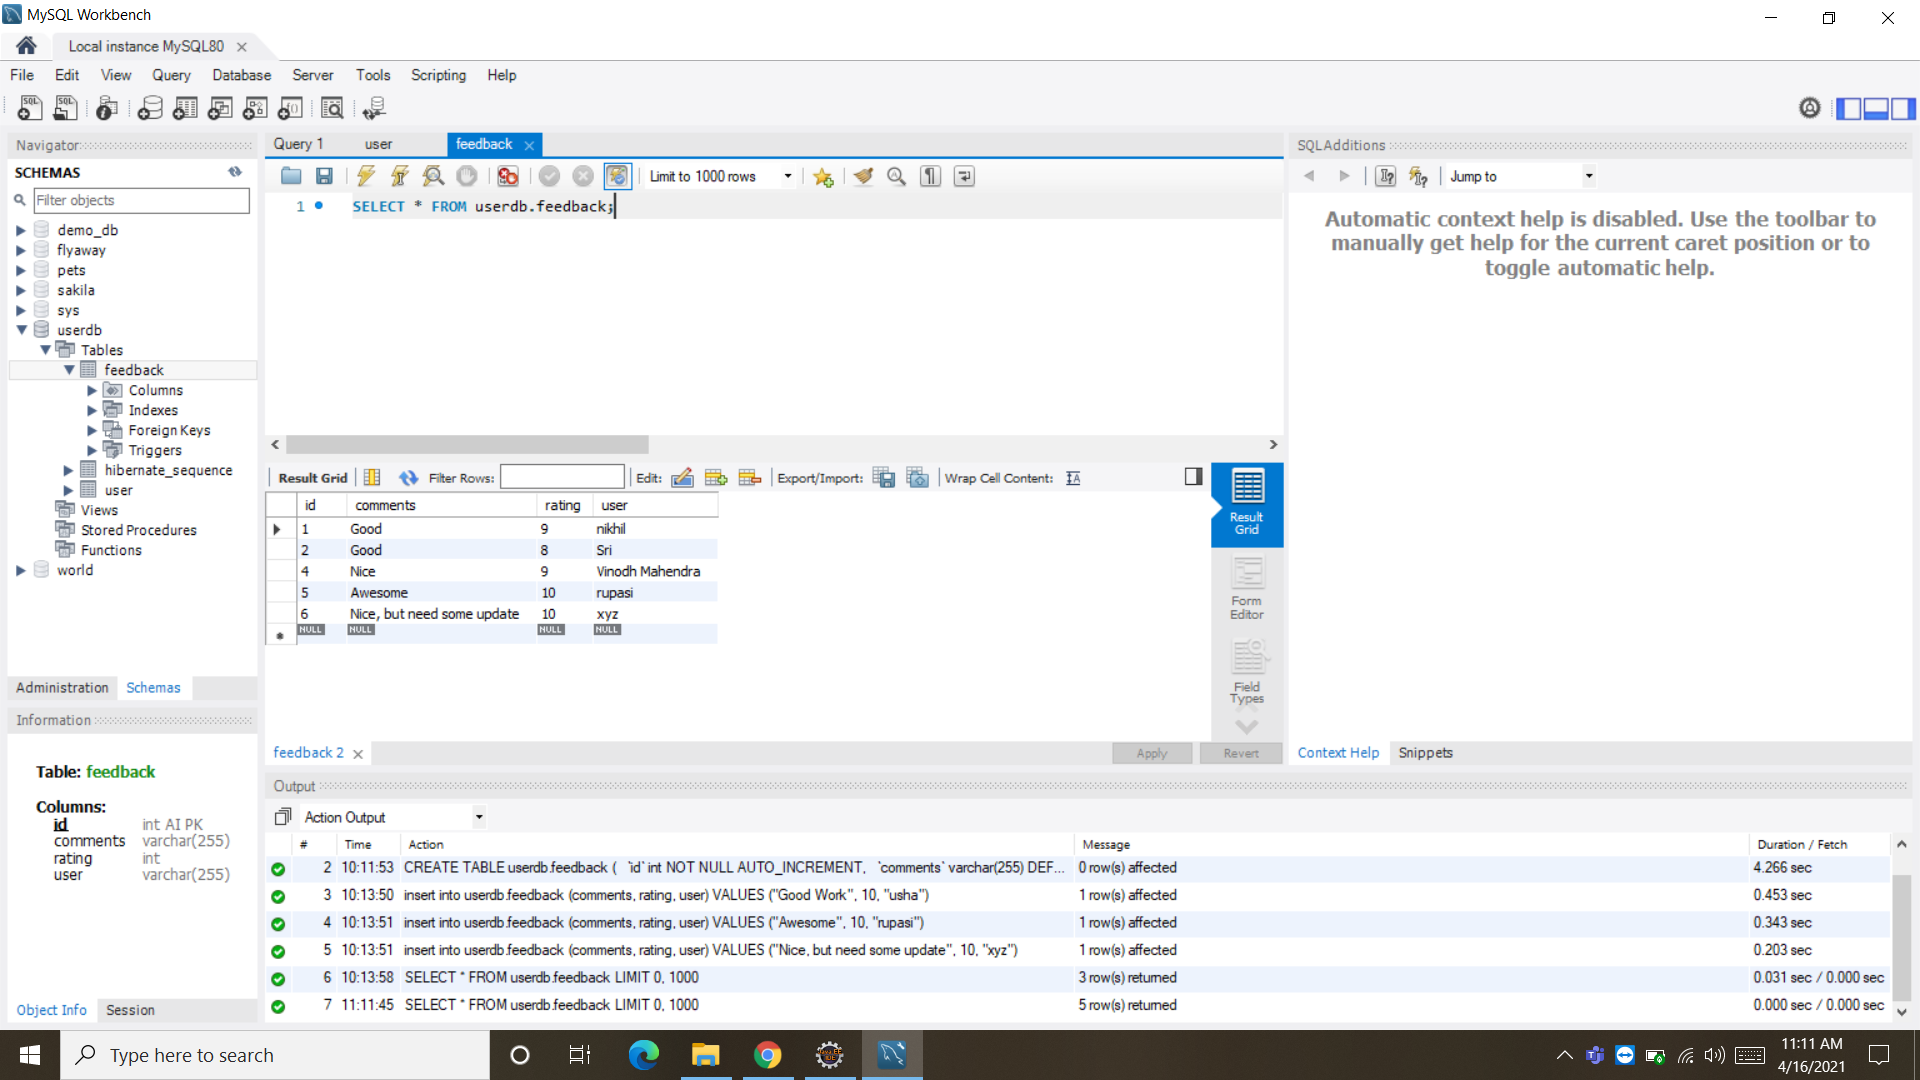 MySQL Workbench
Local instance MySQL80
File Edit View Query Database Server Tools Scripting Help
Navigator
SCHEMAS
Filter objects
demo_db
flyaway
pets
sakila
sys
userdb
Tables
feedback
Columns
Indexes
Foreign Keys
Triggers
hibernate_sequence
user
Views
Stored Procedures
Functions
world
Administration Schemas
Information
Table: feedback
Columns:
id int AI PK
comments varchar(255)
rating int
user varchar(255)
Object Info Session
Query 1 user feedback
Limit to 1000 rows
1 SELECT * FROM userdb.feedback;
Result Grid Filter Rows: Edit: Export/Import: Wrap Cell Content:
id comments rating user
1 Good 9 nikhil
2 Good 8 Sri
4 Nice 9 Vinodh Mahendra
5 Awesome 10 rupasi
6 Nice, but need some update 10 xyz
NULL NULL NULL NULL
Result
Grid
Form
Editor
Field
Types
feedback 2 Apply Revert
SQLAdditions
Jump to
Automatic context help is disabled. Use the toolbar to
manually get help for the current caret position or to
toggle automatic help.
Context Help Snippets
Output
Action Output
# Time Action Message Duration / Fetch
2 10:11:53 CREATE TABLE userdb.feedback ( `id` int NOT NULL AUTO_INCREMENT, `comments` varchar(255) DEF... 0 row(s) affected 4.266 sec
3 10:13:50 insert into userdb.feedback (comments, rating, user) VALUES ("Good Work", 10, "usha") 1 row(s) affected 0.453 sec
4 10:13:51 insert into userdb.feedback (comments, rating, user) VALUES ("Awesome", 10, "rupasi") 1 row(s) affected 0.343 sec
5 10:13:51 insert into userdb.feedback (comments, rating, user) VALUES ("Nice, but need some update", 10, "xyz") 1 row(s) affected 0.203 sec
6 10:13:58 SELECT * FROM userdb.feedback LIMIT 0, 1000 3 row(s) returned 0.031 sec / 0.000 sec
7 11:11:45 SELECT * FROM userdb.feedback LIMIT 0, 1000 5 row(s) returned 0.000 sec / 0.000 sec
Type here to search
11:11 AM
4/16/2021